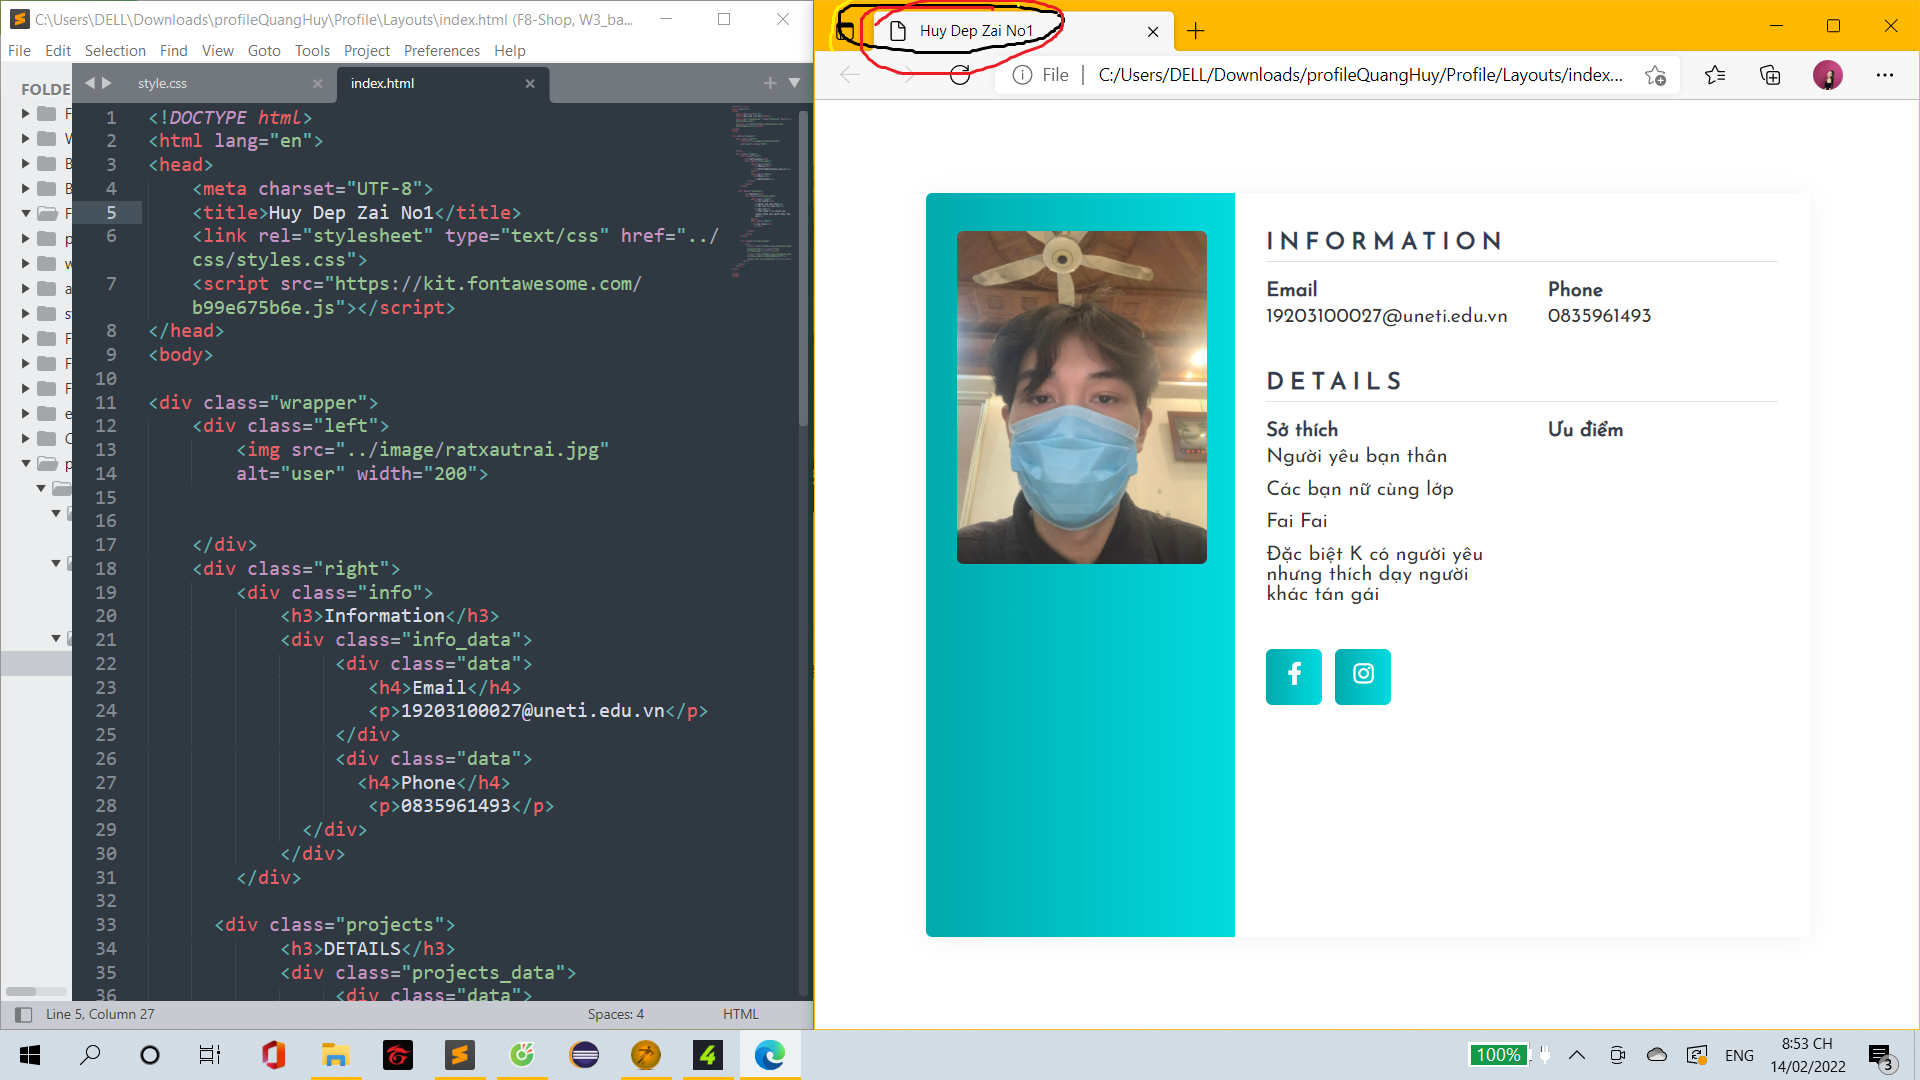 C:\Users\DELL\Downloads\profileQuangHuy\Profile\Layouts\index.html (F8-Shop, W3_ba...
File Edit Selection Find View Goto Tools Project Preferences Help
FOLDE
F
W
B
B
F
p
w
a
s
F
F
F
e
C
p
style.css
index.html
1 <!DOCTYPE html>
2 <html lang="en">
3 <head>
4 <meta charset="UTF-8">
5 <title>Huy Dep Zai No1</title>
6 <link rel="stylesheet" type="text/css" href="../
css/styles.css">
7 <script src="https://kit.fontawesome.com/
b99e675b6e.js"></script>
8 </head>
9 <body>
10
11 <div class="wrapper">
12 <div class="left">
13 <img src="../image/ratxautrai.jpg"
14 alt="user" width="200">
15
16
17 </div>
18 <div class="right">
19 <div class="info">
20 <h3>Information</h3>
21 <div class="info_data">
22 <div class="data">
23 <h4>Email</h4>
24 <p>19203100027@uneti.edu.vn</p>
25 </div>
26 <div class="data">
27 <h4>Phone</h4>
28 <p>0835961493</p>
29 </div>
30 </div>
31 </div>
32
33 <div class="projects">
34 <h3>DETAILS</h3>
35 <div class="projects_data">
36 <div class="data">
Line 5, Column 27
Spaces: 4
HTML
Huy Dep Zai No1
File
C:/Users/DELL/Downloads/profileQuangHuy/Profile/Layouts/index...
INFORMATION
Email
19203100027@uneti.edu.vn
Phone
0835961493
DETAILS
Sở thích
Người yêu bạn thân
Các bạn nữ cùng lớp
Fai Fai
Đặc biệt K có người yêu
nhưng thích dạy người
khác tán gái
Ưu điểm
100%
ENG
8:53 CH
14/02/2022
3